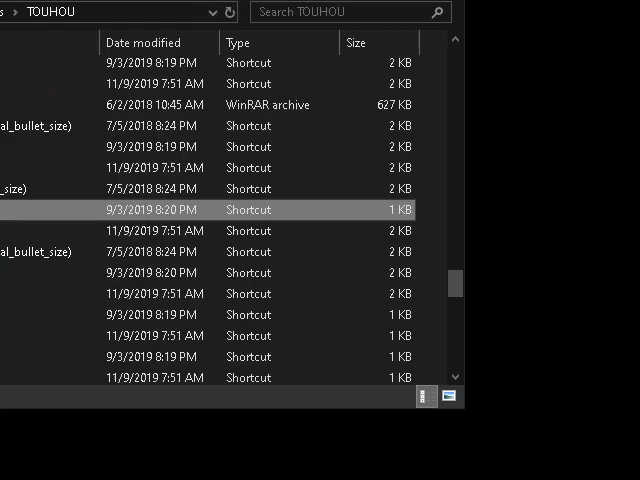 s > TOUHOU Search TOUHOU
Date modified Type Size
9/3/2019 8:19 PM Shortcut 2 KB
11/9/2019 7:51 AM Shortcut 2 KB
6/2/2018 10:45 AM WinRAR archive 627 KB
al_bullet_size) 7/5/2018 8:24 PM Shortcut 2 KB
9/3/2019 8:19 PM Shortcut 2 KB
11/9/2019 7:51 AM Shortcut 2 KB
_size) 7/5/2018 8:24 PM Shortcut 2 KB
9/3/2019 8:20 PM Shortcut 1 KB
11/9/2019 7:51 AM Shortcut 2 KB
al_bullet_size) 7/5/2018 8:24 PM Shortcut 2 KB
9/3/2019 8:20 PM Shortcut 2 KB
11/9/2019 7:51 AM Shortcut 2 KB
9/3/2019 8:19 PM Shortcut 1 KB
11/9/2019 7:51 AM Shortcut 1 KB
9/3/2019 8:19 PM Shortcut 1 KB
11/9/2019 7:51 AM Shortcut 1 KB